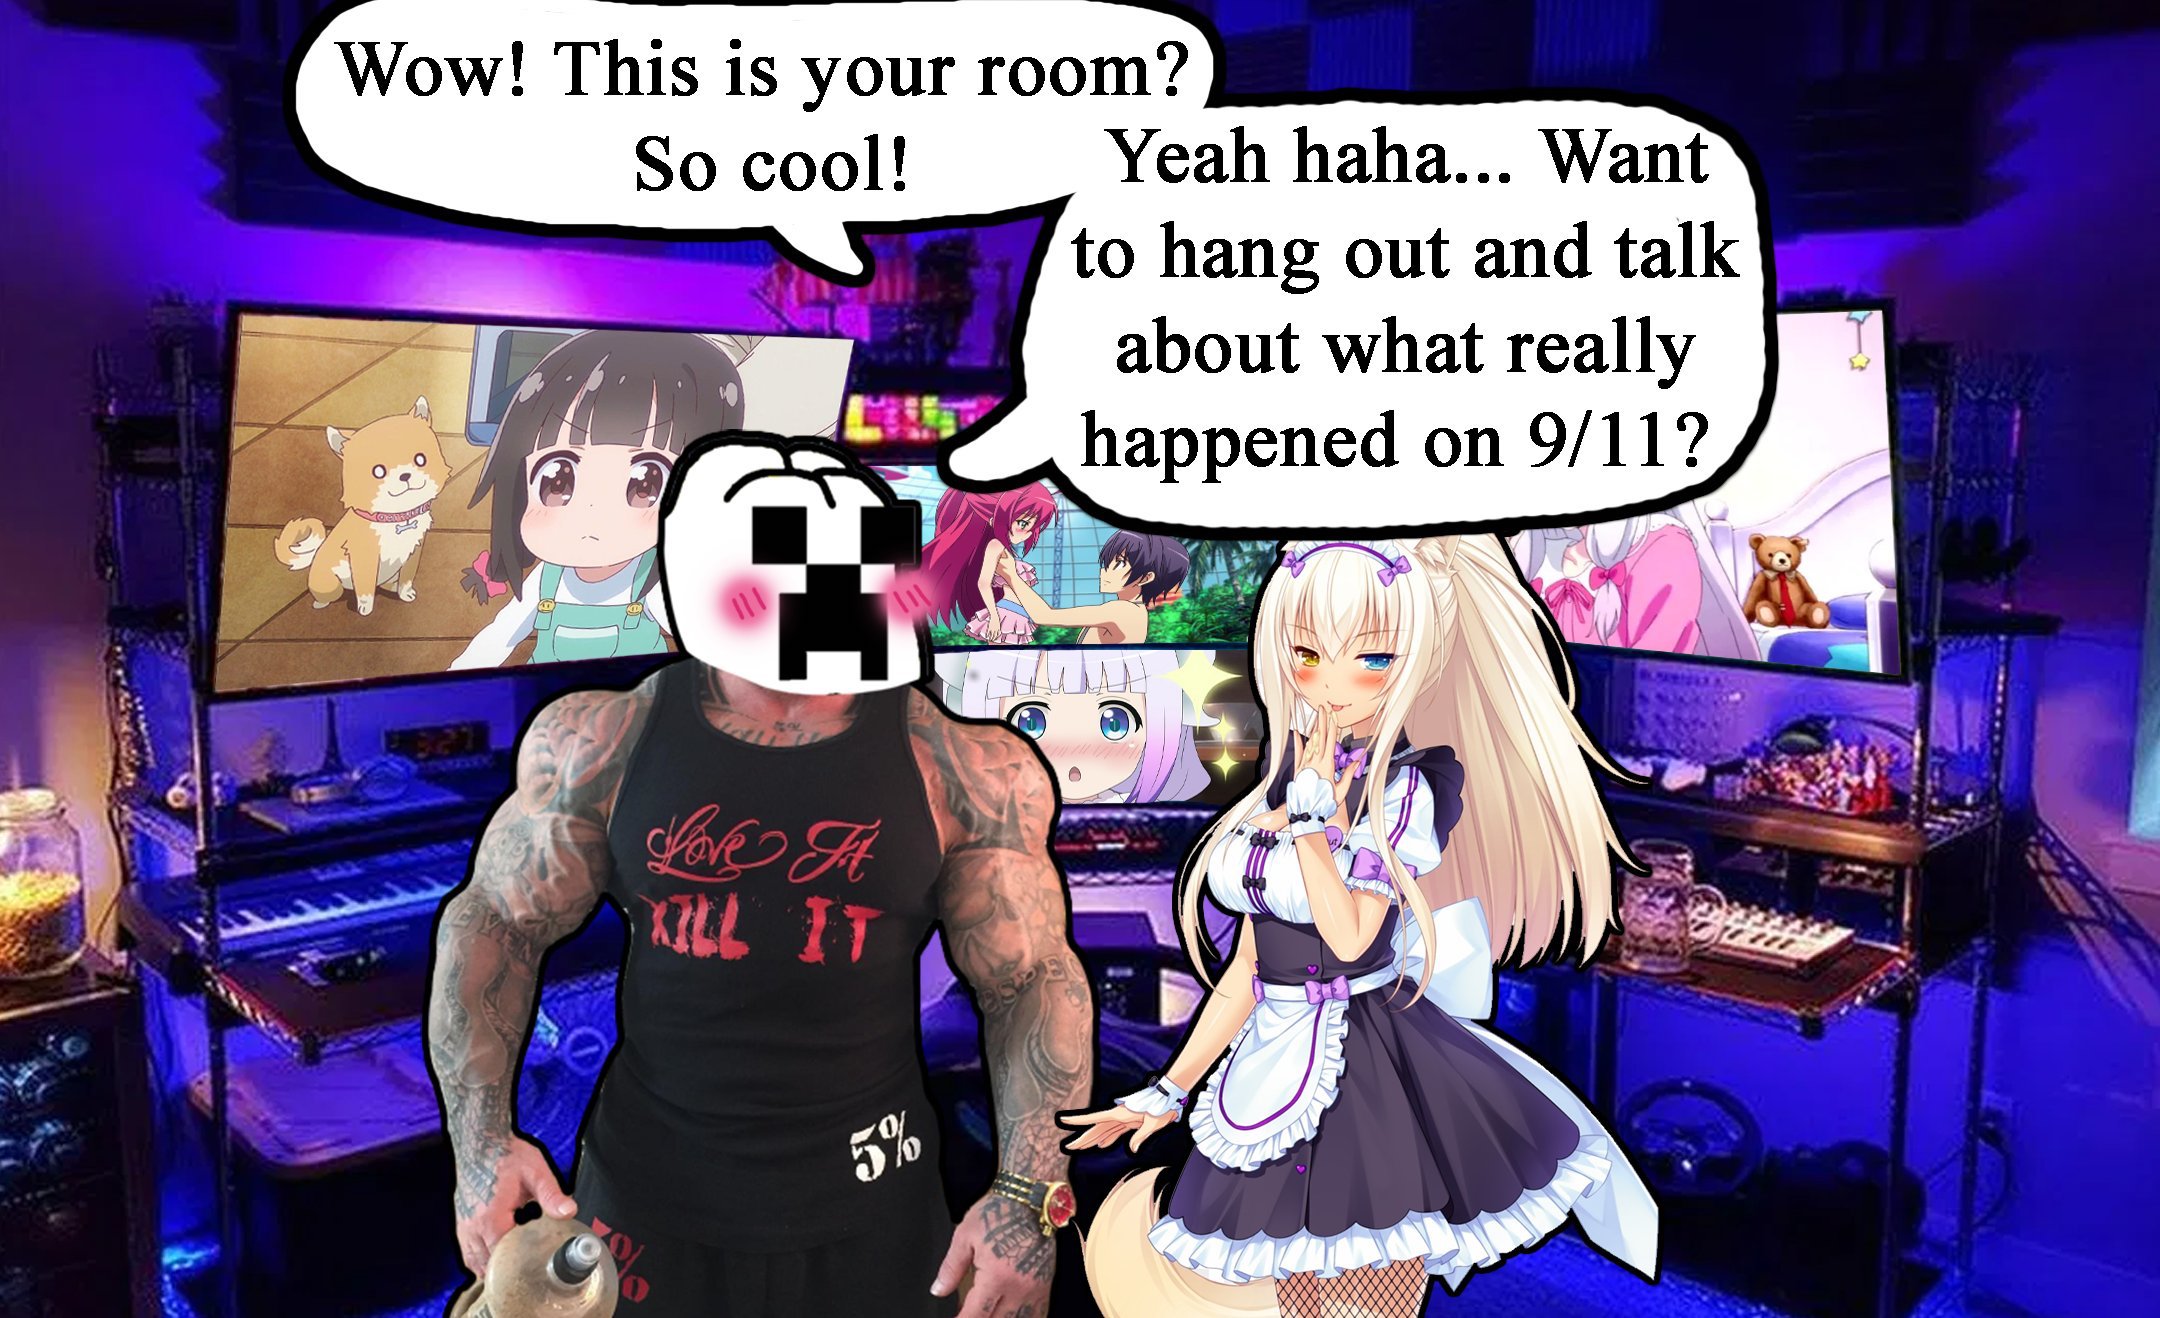 Wow! This is your room?
So cool!
Yeah haha... Want
to hang out and talk
about what really
happened on 9/11?
Love It
KILL IT
5%
5%